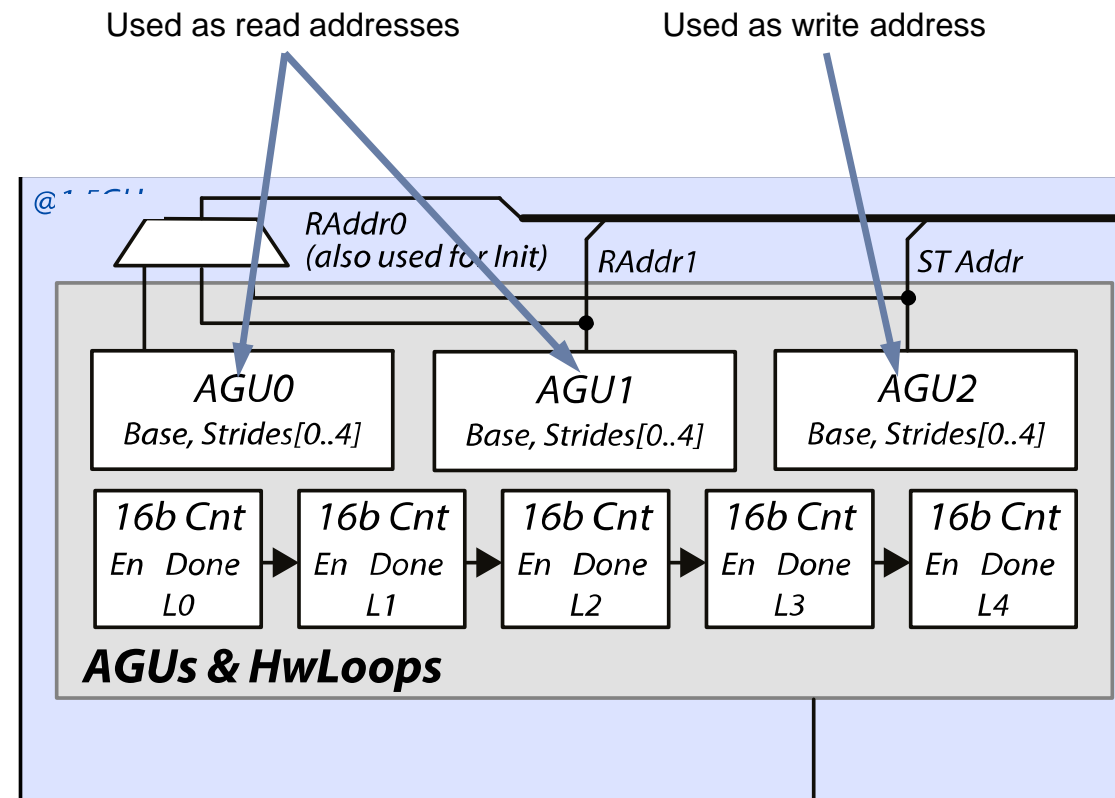 Used as read addresses
Used as write address
RAddr0
(also used for Init)
RAddr1
ST Addr
AGU0
Base, Strides[0..4]
AGU1
Base, Strides[0..4]
AGU2
Base, Strides[0..4]
16b Cnt
En Done
L0
16b Cnt
En Done
L1
16b Cnt
En Done
L2
16b Cnt
En Done
L3
16b Cnt
En Done
L4
AGUs & HwLoops